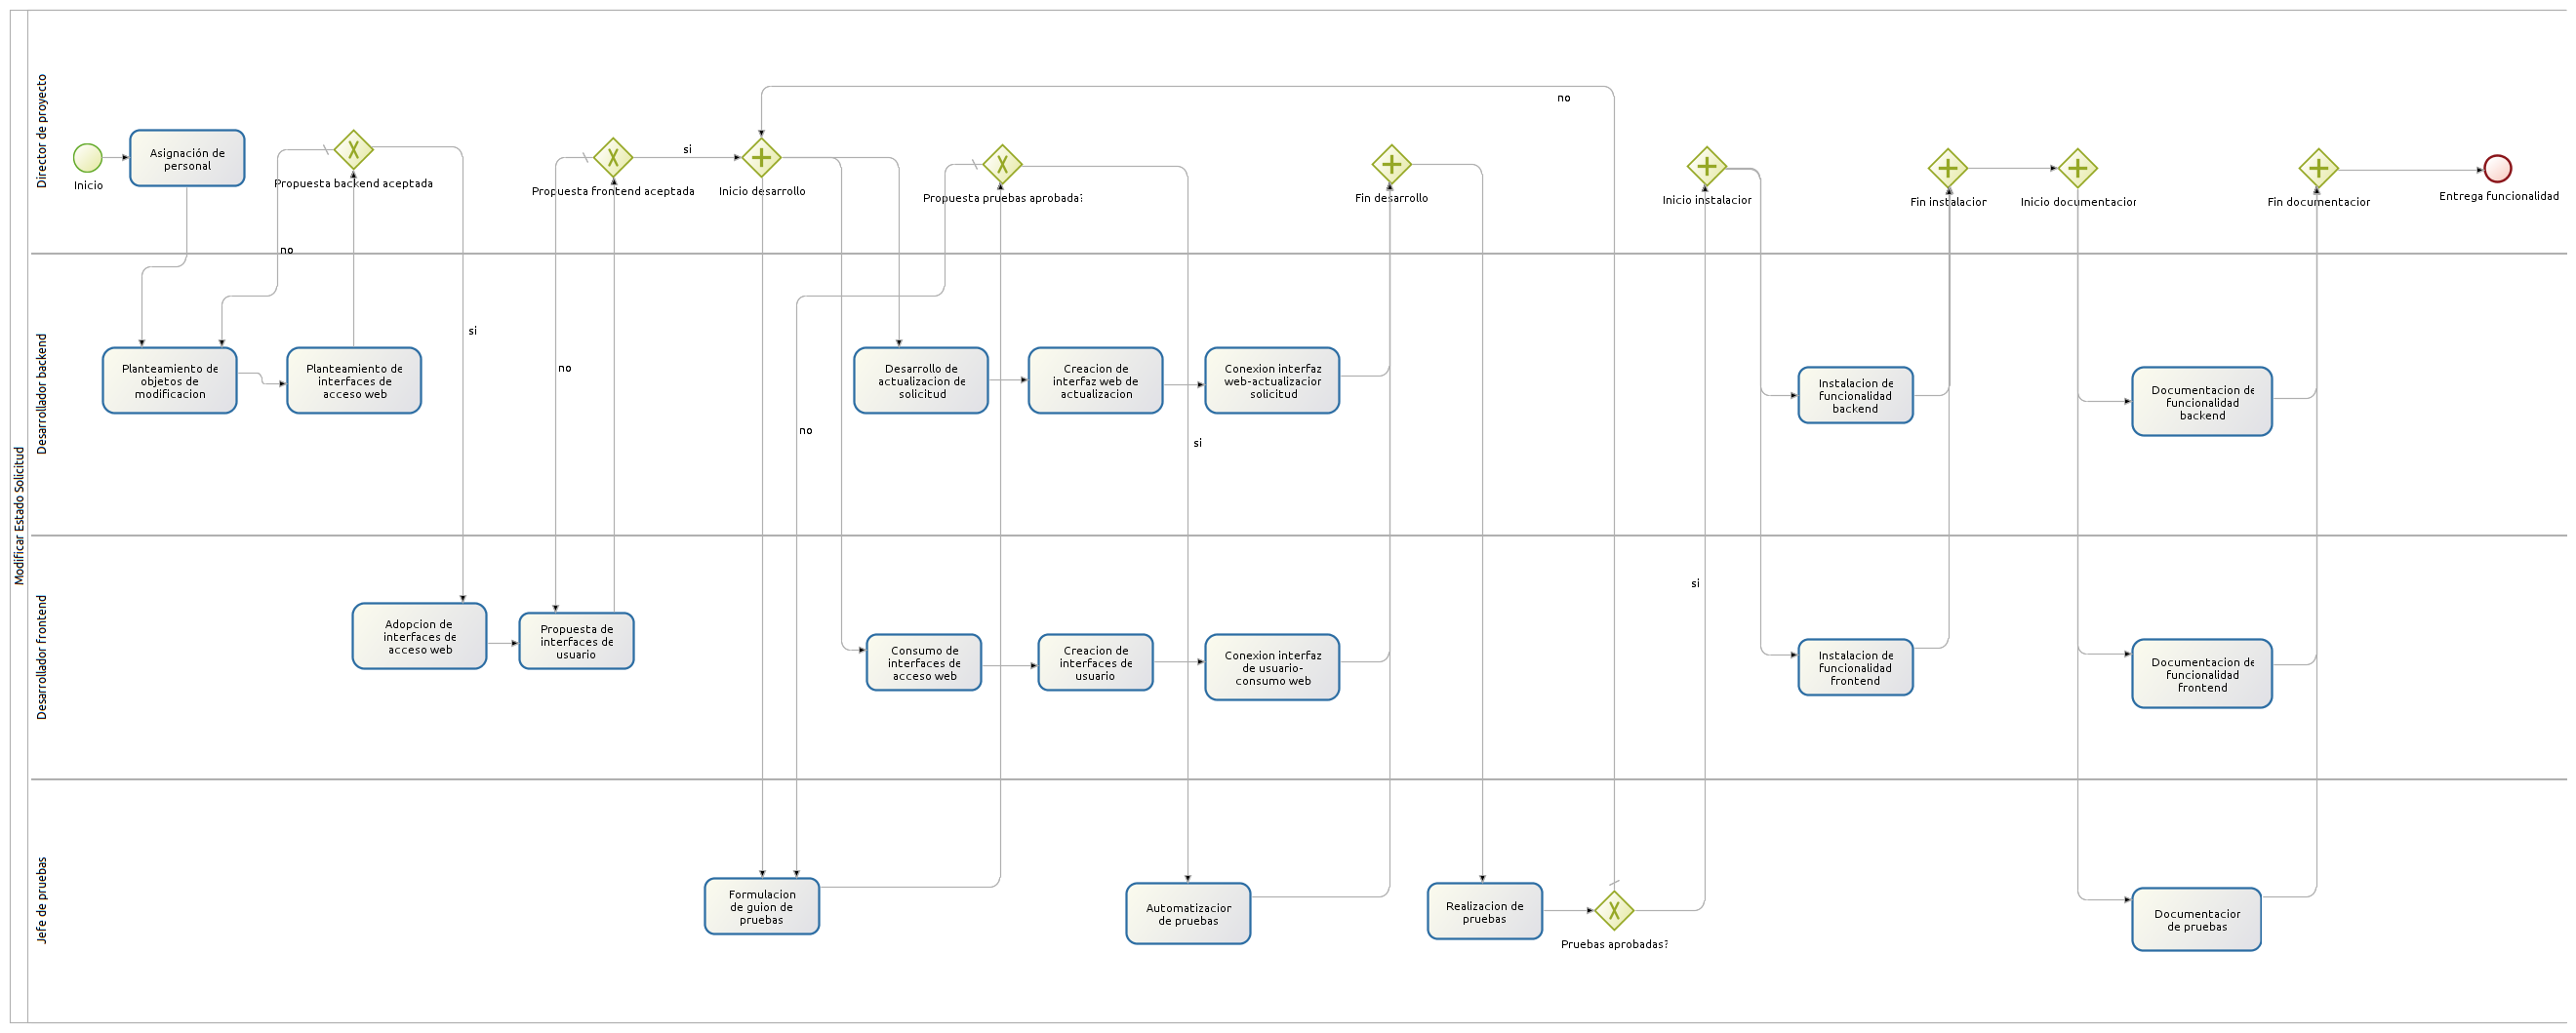 Modificar Estado Solicitud
Director de proyecto
Inicio
Asignación de
personal
Propuesta backend aceptada
no
si
Propuesta frontend aceptada
no
si
Inicio desarrollo
Propuesta pruebas aprobada?
no
si
Fin desarrollo
no
Inicio instalacior
Fin instalacior
Inicio documentacior
Fin documentacior
Entrega funcionalidad
Desarrollador backend
Planteamiento de
objetos de
modificacion
Planteamiento de
interfaces de
acceso web
Desarrollo de
actualizacion de
solicitud
Creacion de
interfaz web de
actualizacion
Conexion interfaz
web-actualizacior
solicitud
Instalacion de
funcionalidad
backend
Documentacion de
funcionalidad
backend
Desarrollador frontend
Adopcion de
interfaces de
acceso web
Propuesta de
interfaces de
usuario
Consumo de
interfaces de
acceso web
Creacion de
interfaces de
usuario
Conexion interfaz
de usuario-
consumo web
si
Instalacion de
funcionalidad
frontend
Documentacion de
funcionalidad
frontend
Jefe de pruebas
Formulacion
de guion de
pruebas
Automatizacior
de pruebas
Realizacion de
pruebas
Pruebas aprobadas?
Documentacior
de pruebas